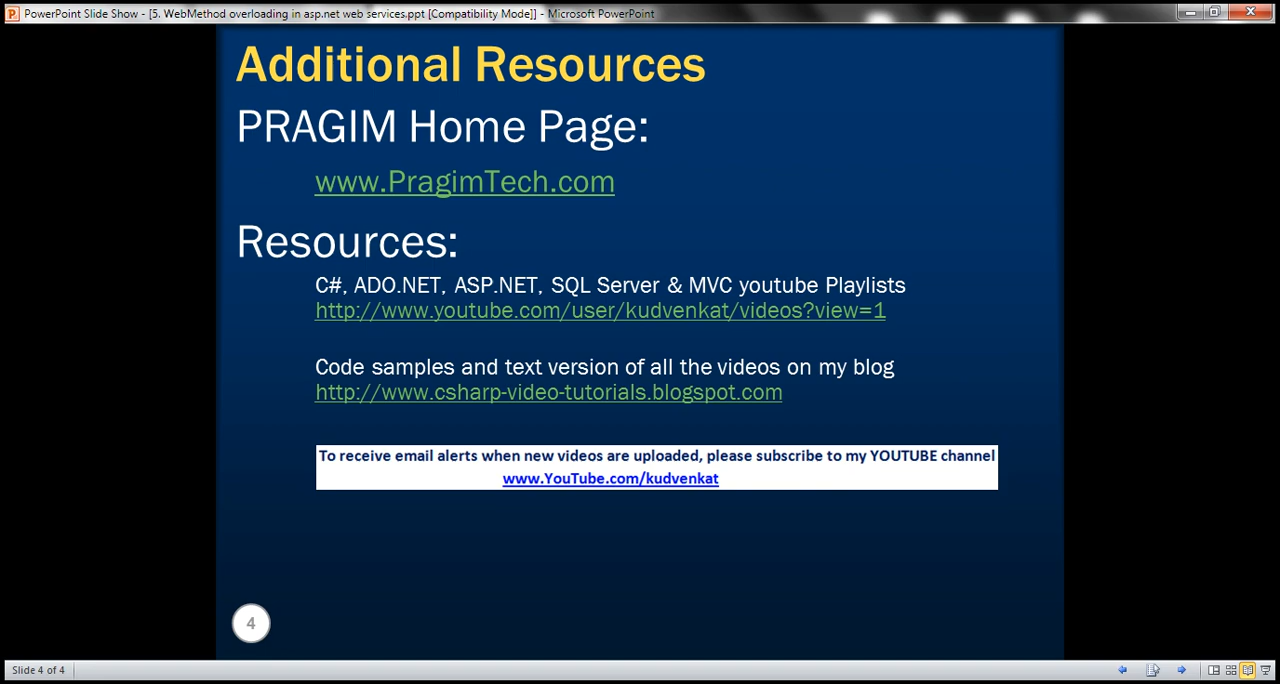 PowerPoint Slide Show - [5. WebMethod overloading in asp.net web services.ppt [Compatibility Mode]] - Microsoft PowerPoint
Additional Resources
PRAGIM Home Page:
www.PragimTech.com
Resources:
C#, ADO.NET, ASP.NET, SQL Server & MVC youtube Playlists
http://www.youtube.com/user/kudvenkat/videos?view=1
Code samples and text version of all the videos on my blog
http://www.csharp-video-tutorials.blogspot.com
To receive email alerts when new videos are uploaded, please subscribe to my YOUTUBE channel
www.YouTube.com/kudvenkat
4
Slide 4 of 4